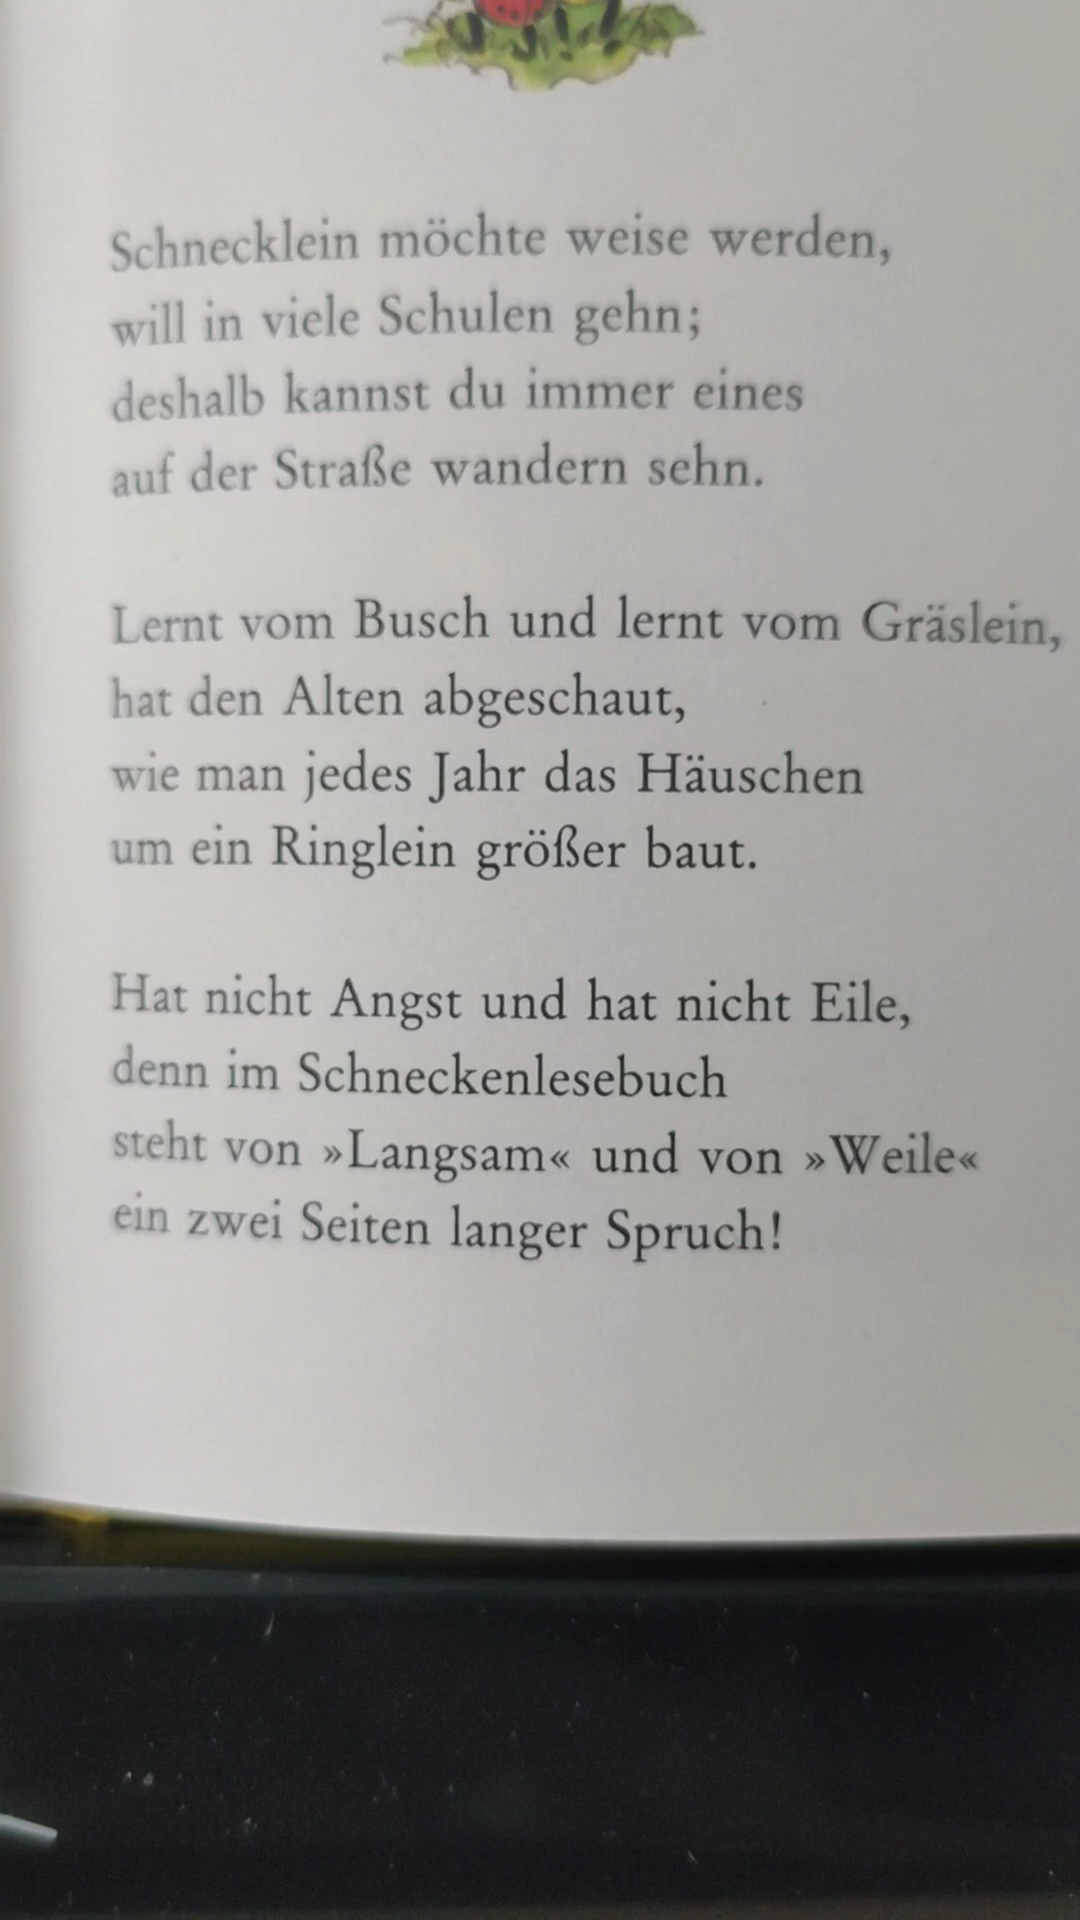 Schnecklein möchte weise werden,
will in viele Schulen gehn;
deshalb kannst du immer eines
auf der Straße wandern sehn.
Lernt vom Busch und lernt vom Gräslein,
hat den Alten abgeschaut,
wie man jedes Jahr das Häuschen
um ein Ringlein größer baut.
Hat nicht Angst und hat nicht Eile,
denn im Schneckenlesebuch
steht von »Langsam« und von »Weile«
ein zwei Seiten langer Spruch!